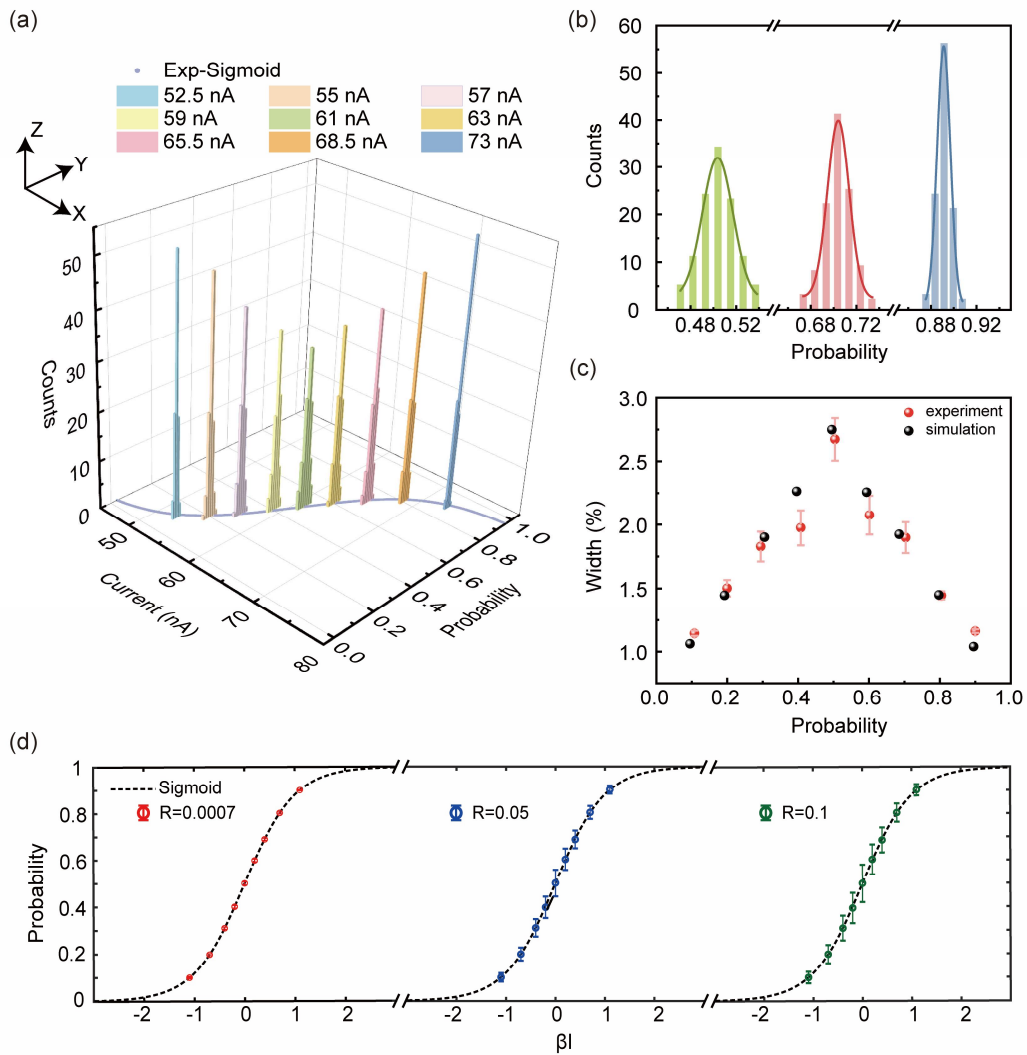 (a)
Exp-Sigmoid
52.5 nA 55 nA 57 nA
59 nA 61 nA 63 nA
65.5 nA 68.5 nA 73 nA
Z
Y
X
50
40
30
20
10
0
Counts
50
60
70
80
Current (nA)
0.0
0.2
0.4
0.6
0.8
1.0
Probability
(b)
60
50
40
30
20
10
0
Counts
0.48 0.52 0.68 0.72 0.88 0.92
Probability
(c)
3.0
2.5
2.0
1.5
1.0
Width (%)
experiment
simulation
0.0 0.2 0.4 0.6 0.8 1.0
Probability
(d)
1
0.8
0.6
0.4
0.2
0
Probability
Sigmoid
R=0.0007 R=0.05 R=0.1
-2 -1 0 1 2 -2 -1 0 1 2 -2 -1 0 1 2
βI